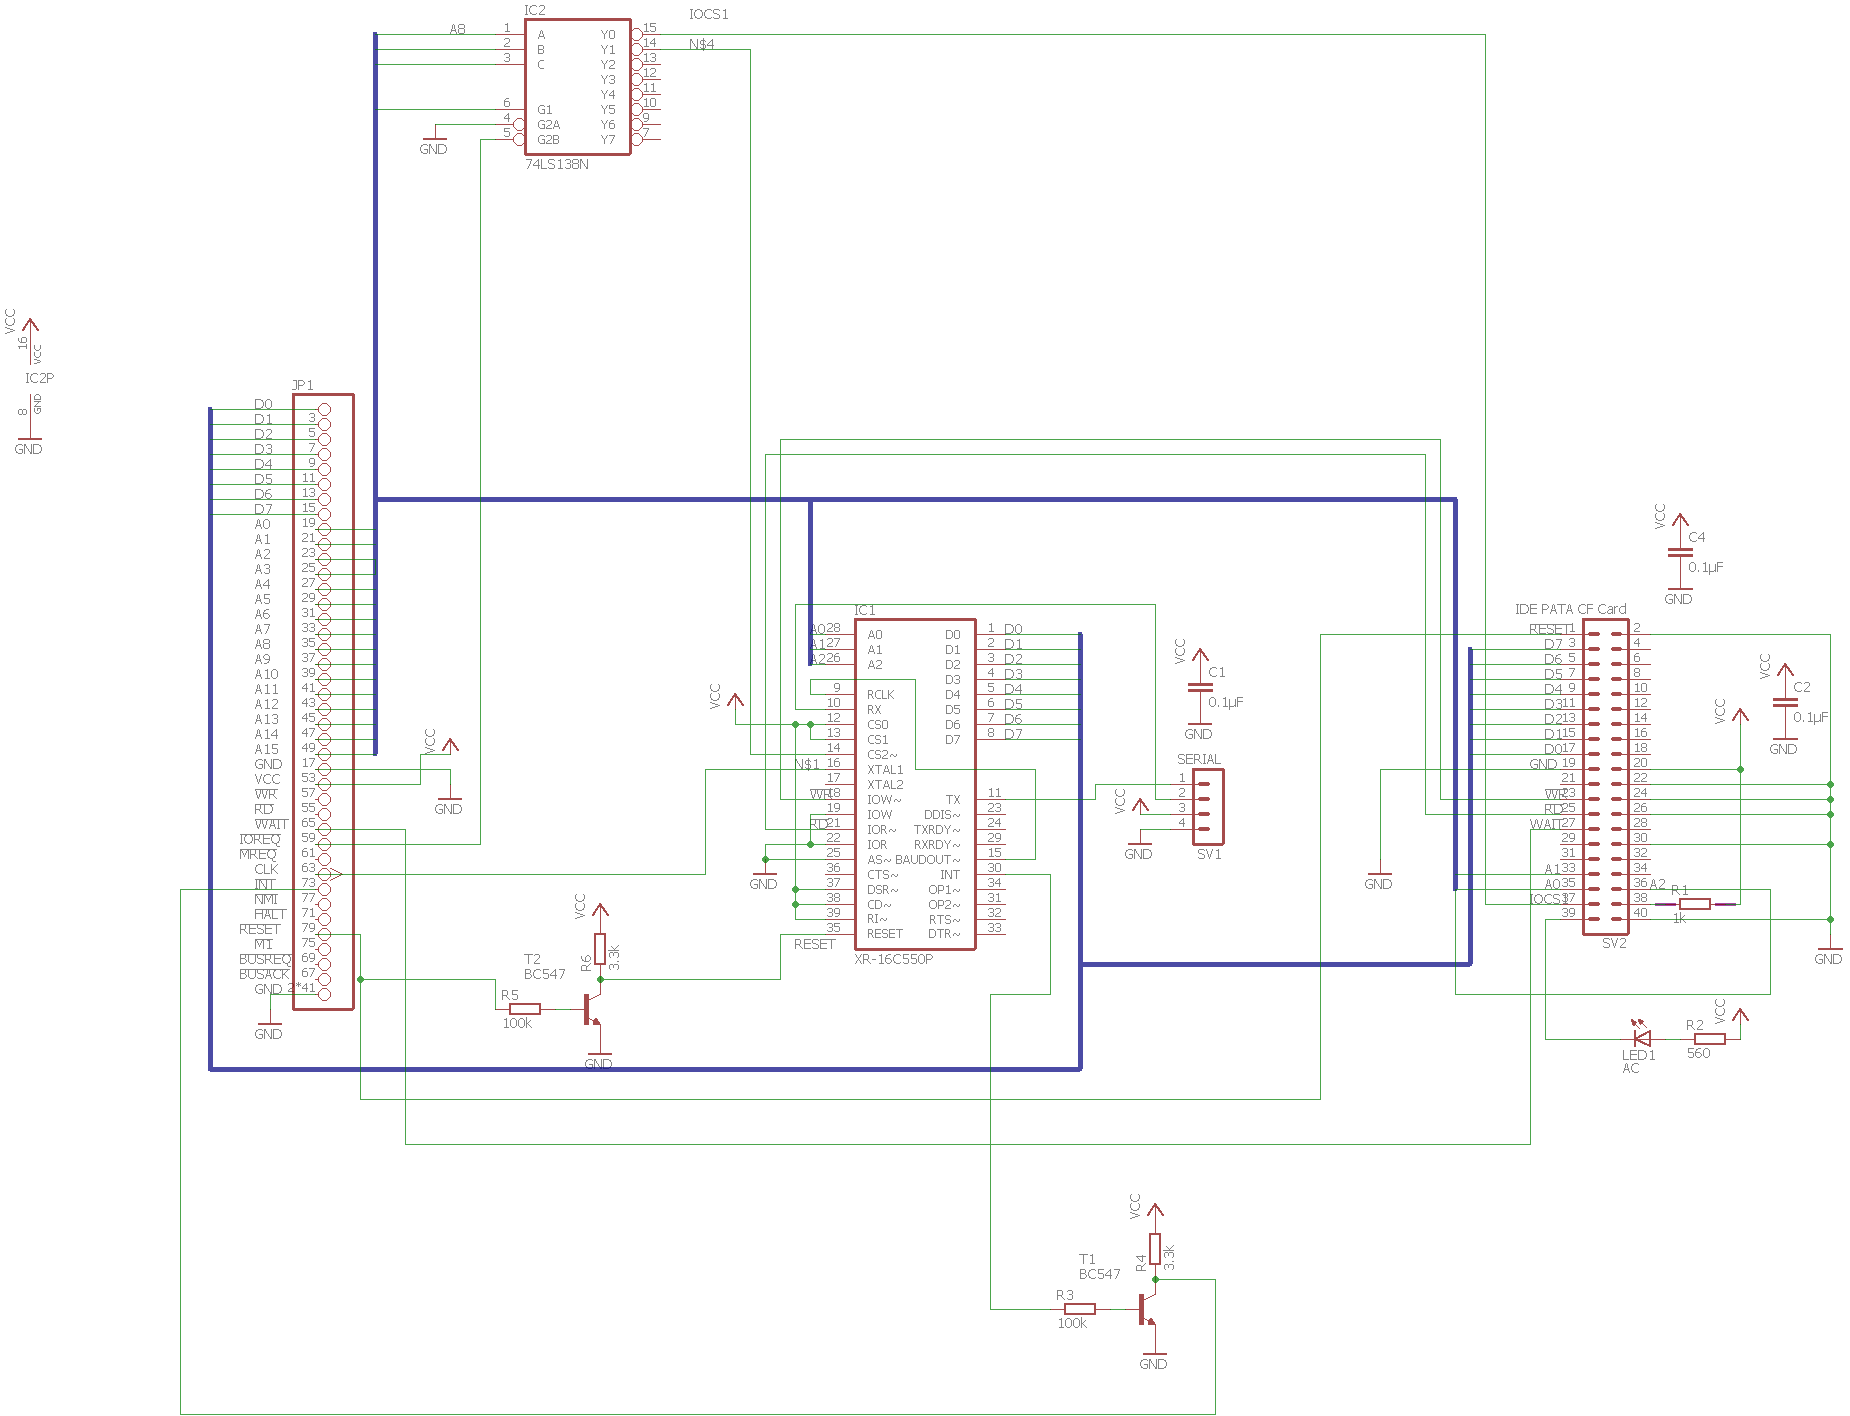 IC2
A8
1 A Y0 15
2 B Y1 14
3 C Y2 13
Y3 12
Y4 11
6 G1 Y5 10
4 G2A Y6 9
5 G2B Y7 7
GND
74LS138N
IOCS1
N$4
VCC
16
VCC
IC2P
8
GND
GND
JP1
D0
D1 3
D2 5
D3 7
D4 9
D5 11
D6 13
D7 15
A0 19
A1 21
A2 23
A3 25
A4 27
A5 29
A6 31
A7 33
A8 35
A9 37
A10 39
A11 41
A12 43
A13 45
A14 47
A15 49
GND 17
VCC 53
WR 57
RD 55
WAIT 65
IOREQ 59
MREQ 61
CLK 63
INT 73
NMI 77
HALT 71
RESET 79
M1 75
BUSREQ 69
BUSACK 67
GND 2*41
GND
VCC
GND
T2
BC547
R5
100k
VCC
R6
3.3k
GND
VCC
IC1
A0 28 A0 D0 1 D0
A1 27 A1 D1 2 D1
A2 26 A2 D2 3 D2
D3 4 D3
9 RCLK D4 5 D4
10 RX D5 6 D5
12 CS0 D6 7 D6
13 CS1 D7 8 D7
14 CS2~
N$1 16 XTAL1
17 XTAL2
WR 18 IOW~ TX 11
19 IOW DDIS~ 23
RD 21 IOR~ TXRDY~ 24
22 IOR RXRDY~ 29
25 AS~ BAUDOUT~ 15
36 CTS~ INT 30
37 DSR~ OP1~ 34
38 CD~ OP2~ 31
39 RI~ RTS~ 32
35 RESET DTR~ 33
RESET
XR-16C550P
GND
VCC
C1
0.1µF
GND
SERIAL
1
2
3
4
SV1
VCC
GND
VCC
C4
0.1µF
GND
VCC
C2
0.1µF
GND
IDE PATA CF Card
RESET 1 2
D7 3 4
D6 5 6
D5 7 8
D4 9 10
D3 11 12
D2 13 14
D1 15 16
D0 17 18
GND 19 20
21 22
WR 23 24
RD 25 26
WAIT 27 28
29 30
31 32
A1 33 34
A0 35 36 A2
IOCS1 37 38
39 40
SV2
GND
VCC
R1
1k
GND
LED1
AC
R2
560
VCC
T1
BC547
R3
100k
VCC
R4
3.3k
GND